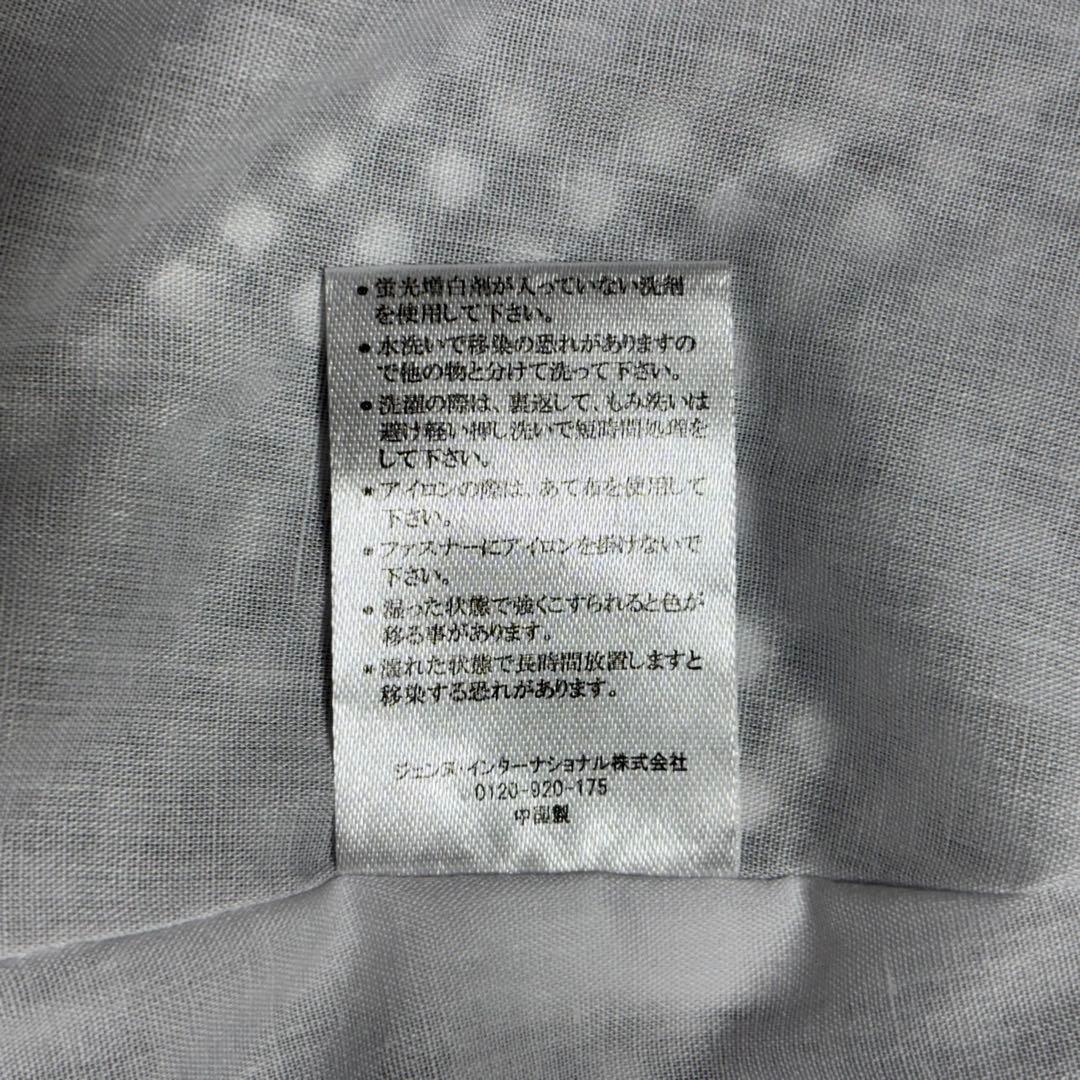 ●蛍光増白剤が入っていない洗剤
を使用して下さい。
●水洗いで移染の恐れがありますの
で他の物と分けて洗って下さい。
●洗濯の際は、裏返して、もみ洗いは
避け軽い押し洗いで短時間処理を
して下さい。
●アイロンの際は、あて布を使用して
下さい。
●ファスナーにアイロンを掛けないで
下さい。
●湿った状態で強くこすられると色が
移る事があります。
●濡れた状態で長時間放置しますと
移染する恐れがあります。
ジェンヌ・インターナショナル株式会社
0120-920-175
中国製